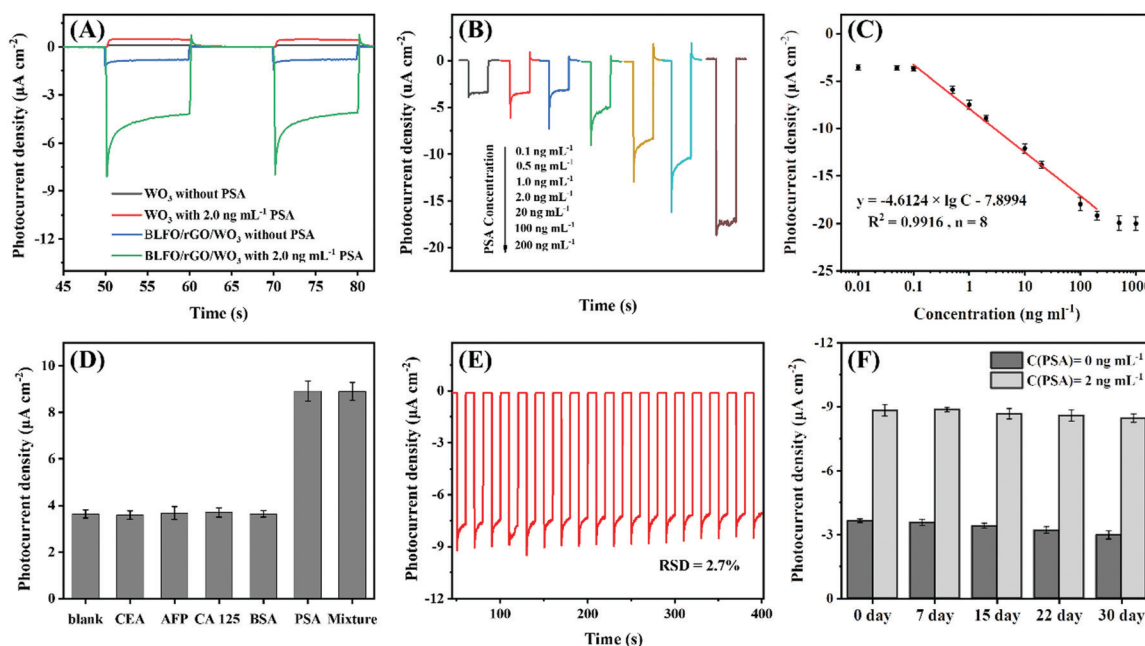 (A)
Photocurrent density (μA cm⁻²)
3
0
-3
-6
-9
-12
WO₃ without PSA
WO₃ with 2.0 ng mL⁻¹ PSA
BLFO/rGO/WO₃ without PSA
BLFO/rGO/WO₃ with 2.0 ng mL⁻¹ PSA
45 50 55 60 65 70 75 80
Time (s)
(B)
Photocurrent density (μA cm⁻²)
5
0
-5
-10
-15
-20
PSA Concentration
0.1 ng mL⁻¹
0.5 ng mL⁻¹
1.0 ng mL⁻¹
2.0 ng mL⁻¹
20 ng mL⁻¹
100 ng mL⁻¹
200 ng mL⁻¹
Time (s)
(C)
Photocurrent density (μA cm⁻²)
0
-5
-10
-15
-20
-25
y = -4.6124 × lg C - 7.8994
R² = 0.9916 , n = 8
0.01 0.1 1 10 100 1000
Concentration (ng ml⁻¹)
(D)
Photocurrent density (μA cm⁻²)
10
8
6
4
2
0
blank CEA AFP CA 125 BSA PSA Mixture
(E)
Photocurrent density (μA cm⁻²)
3
0
-3
-6
-9
-12
RSD = 2.7%
100 200 300 400
Time (s)
(F)
Photocurrent density (μA cm⁻²)
-12
-9
-6
-3
0
C(PSA)= 0 ng mL⁻¹
C(PSA)= 2 ng mL⁻¹
0 day 7 day 15 day 22 day 30 day